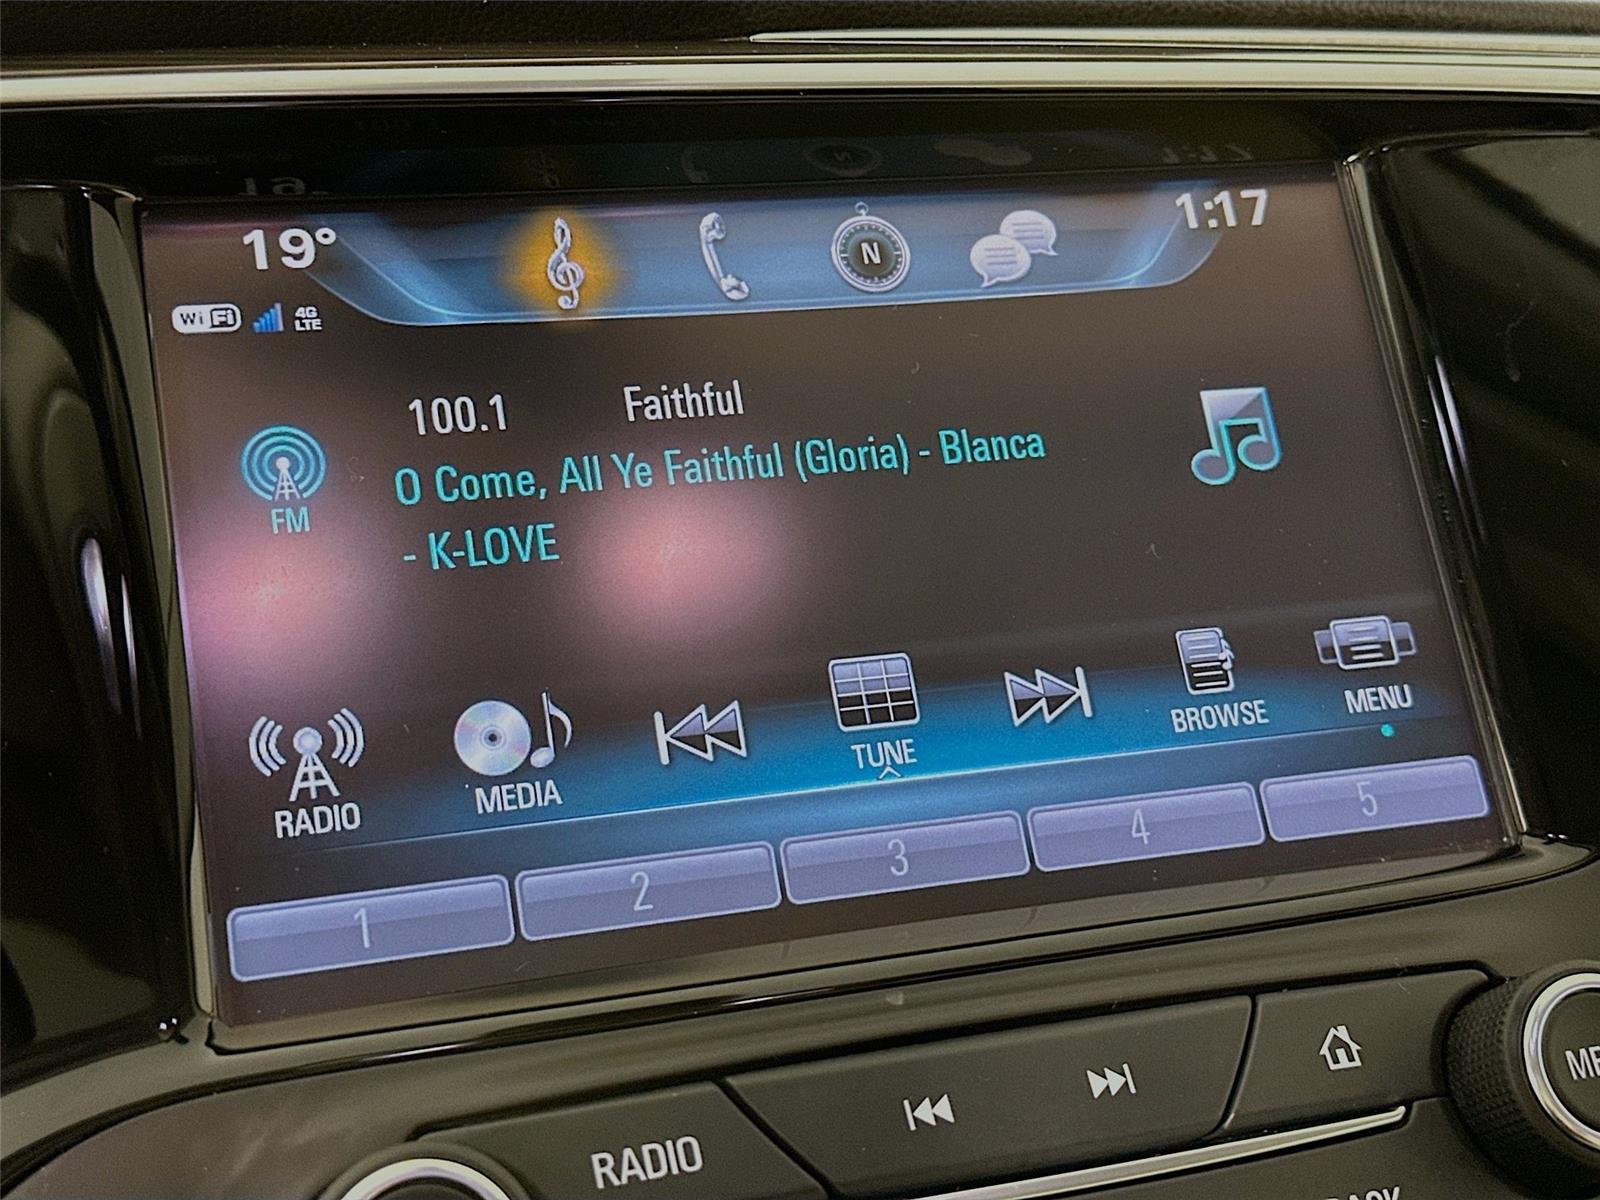 19° 1:17
N
WiFi 4G LTE
100.1 Faithful
O Come, All Ye Faithful (Gloria) - Blanca
- K-LOVE
FM
RADIO MEDIA TUNE BROWSE MENU
1 2 3 4 5
RADIO